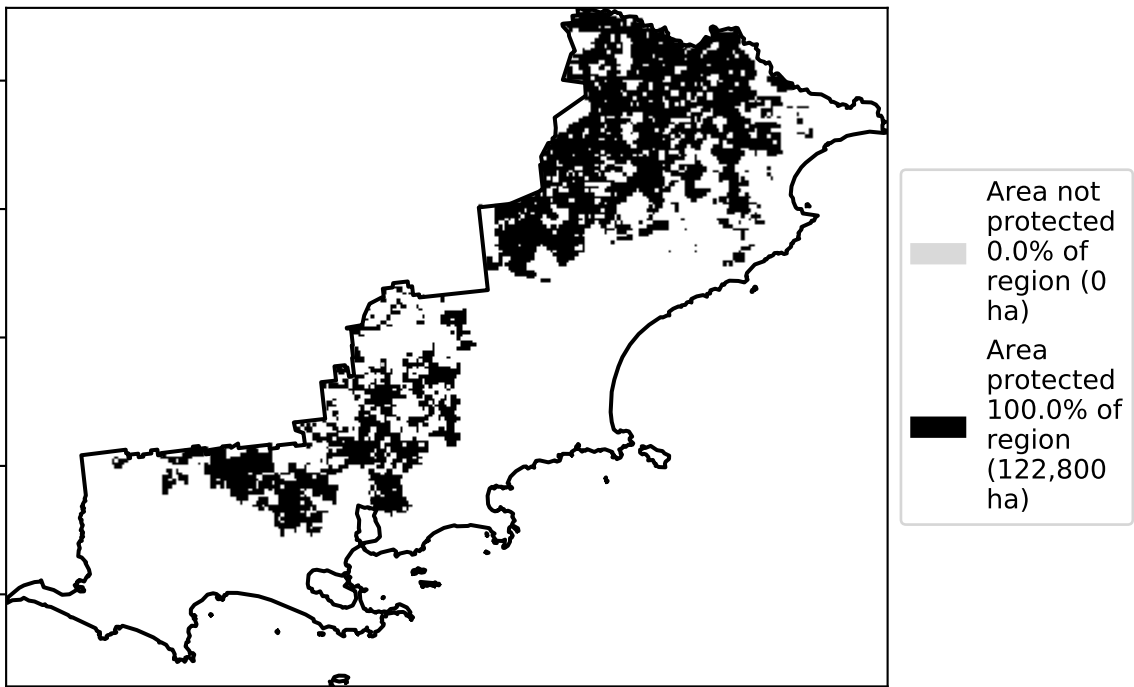 Area not
protected
0.0% of
region (0
ha)
Area
protected
100.0% of
region
(122,800
ha)